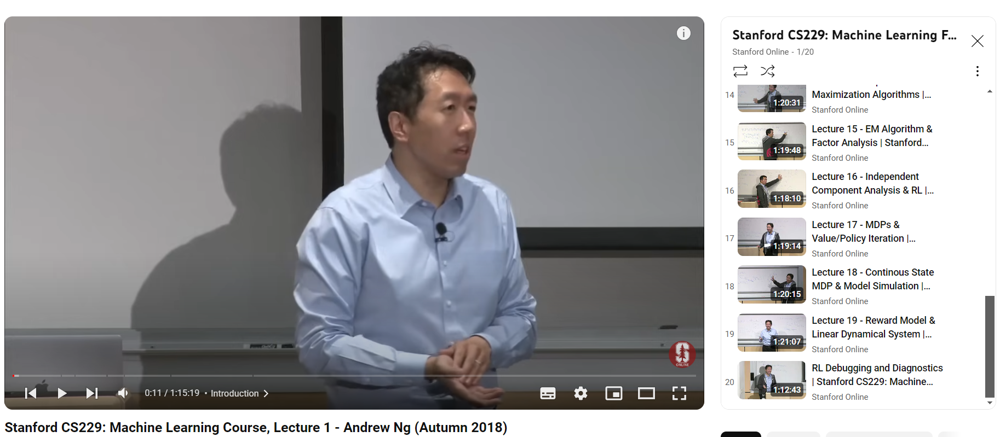 Stanford CS229: Machine Learning F...
Stanford Online - 1/20
14
1:20:31
Maximization Algorithms |...
Stanford Online
15
1:19:48
Lecture 15 - EM Algorithm &
Factor Analysis | Stanford...
Stanford Online
16
1:18:10
Lecture 16 - Independent
Component Analysis & RL |...
Stanford Online
17
1:19:14
Lecture 17 - MDPs &
Value/Policy Iteration |...
Stanford Online
18
1:20:15
Lecture 18 - Continous State
MDP & Model Simulation |...
Stanford Online
19
1:21:07
Lecture 19 - Reward Model &
Linear Dynamical System |...
Stanford Online
20
1:12:43
RL Debugging and Diagnostics
| Stanford CS229: Machine...
Stanford Online
S
ONLINE
0:11 / 1:15:19 • Introduction
Stanford CS229: Machine Learning Course, Lecture 1 - Andrew Ng (Autumn 2018)